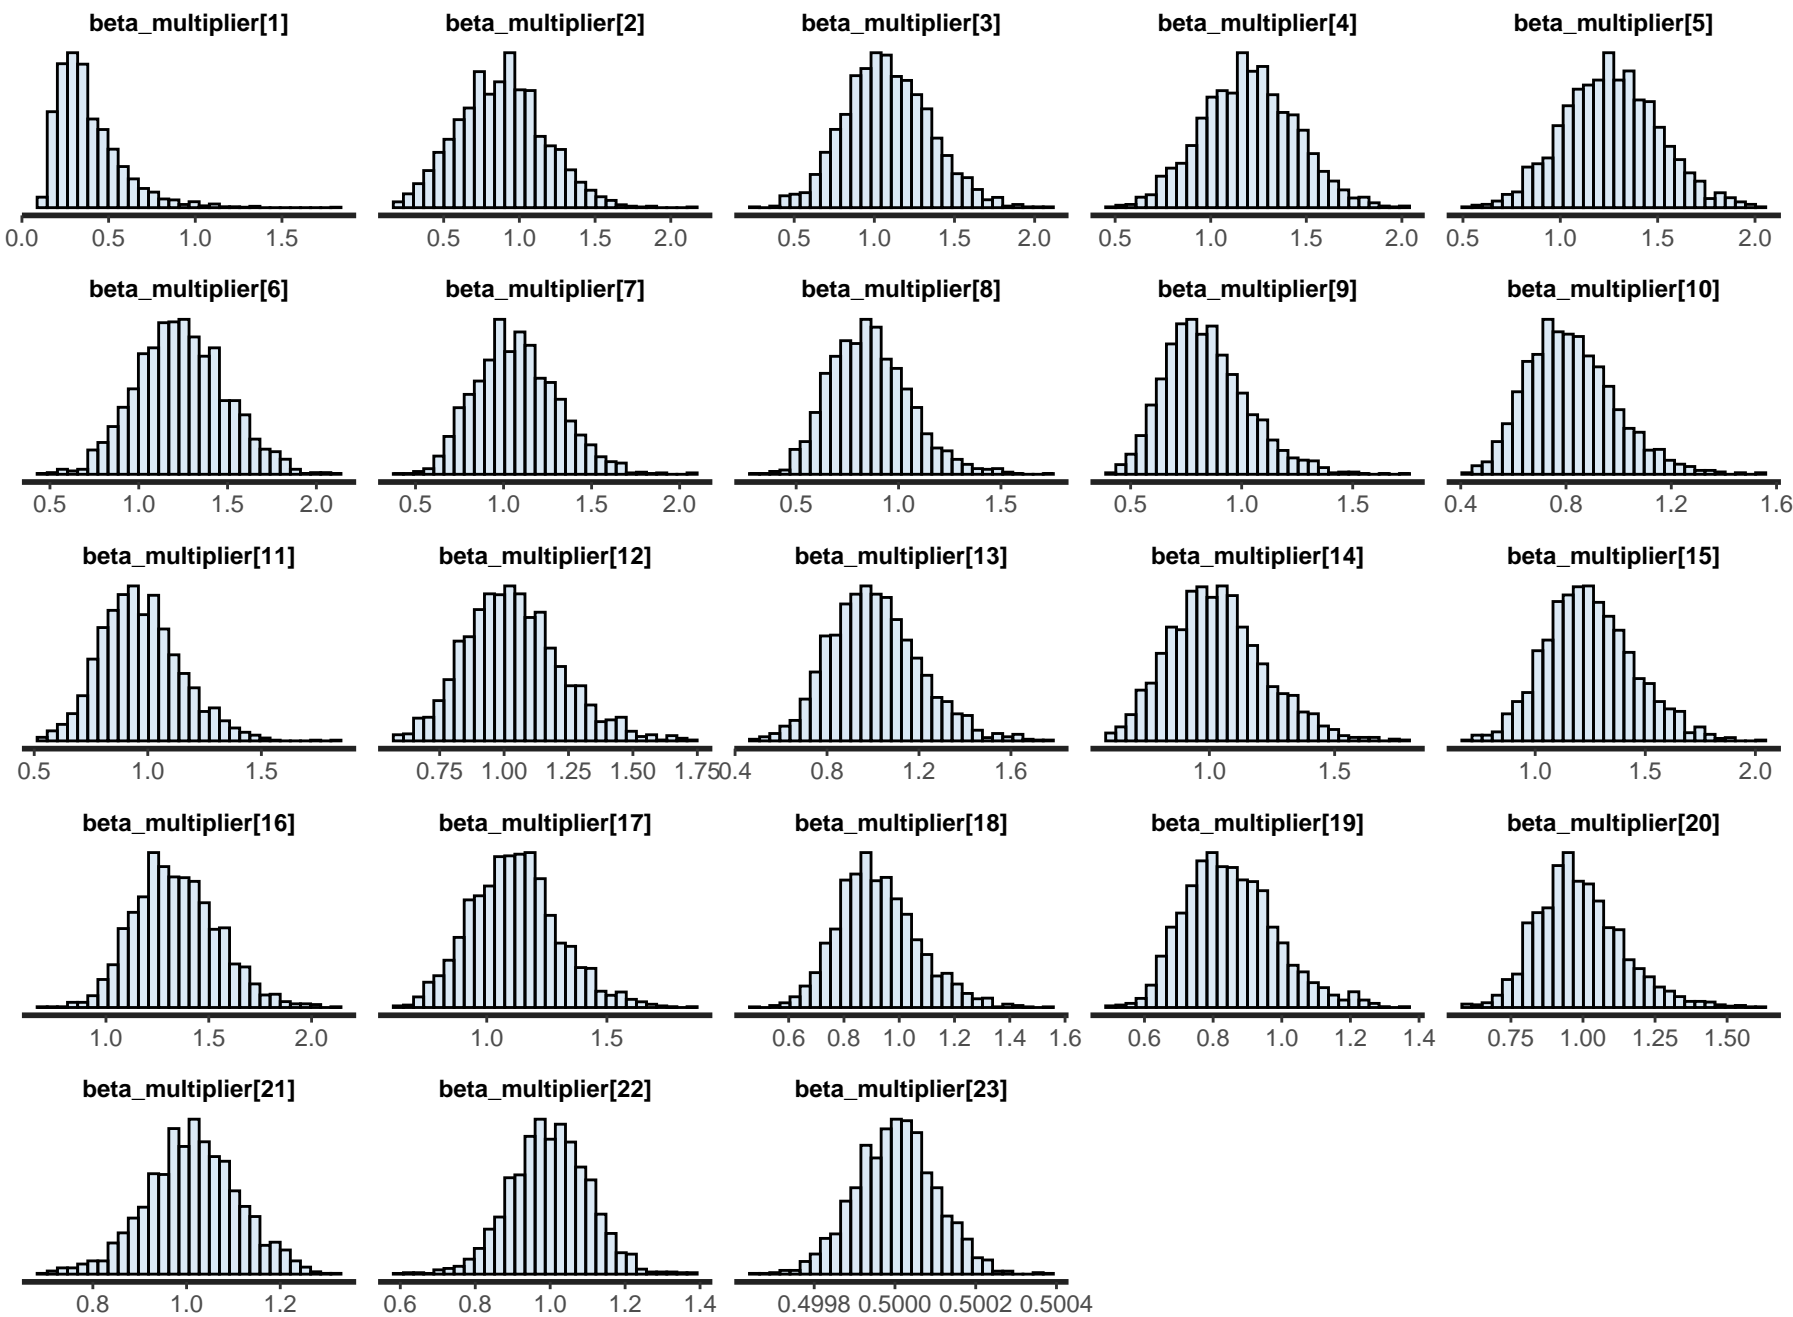 beta_multiplier[1] beta_multiplier[2] beta_multiplier[3] beta_multiplier[4] beta_multiplier[5]
0.0 0.5 1.0 1.5 0.5 1.0 1.5 2.0 0.5 1.0 1.5 2.0 0.5 1.0 1.5 2.0 0.5 1.0 1.5 2.0
beta_multiplier[6] beta_multiplier[7] beta_multiplier[8] beta_multiplier[9] beta_multiplier[10]
0.5 1.0 1.5 2.0 0.5 1.0 1.5 2.0 0.5 1.0 1.5 0.5 1.0 1.5 0.4 0.8 1.2 1.6
beta_multiplier[11] beta_multiplier[12] beta_multiplier[13] beta_multiplier[14] beta_multiplier[15]
0.5 1.0 1.5 0.75 1.00 1.25 1.50 1.75 0.4 0.8 1.2 1.6 1.0 1.5 1.0 1.5 2.0
beta_multiplier[16] beta_multiplier[17] beta_multiplier[18] beta_multiplier[19] beta_multiplier[20]
1.0 1.5 2.0 1.0 1.5 0.6 0.8 1.0 1.2 1.4 1.6 0.6 0.8 1.0 1.2 1.4 0.75 1.00 1.25 1.50
beta_multiplier[21] beta_multiplier[22] beta_multiplier[23]
0.8 1.0 1.2 0.6 0.8 1.0 1.2 1.4 0.4998 0.5000 0.5002 0.5004